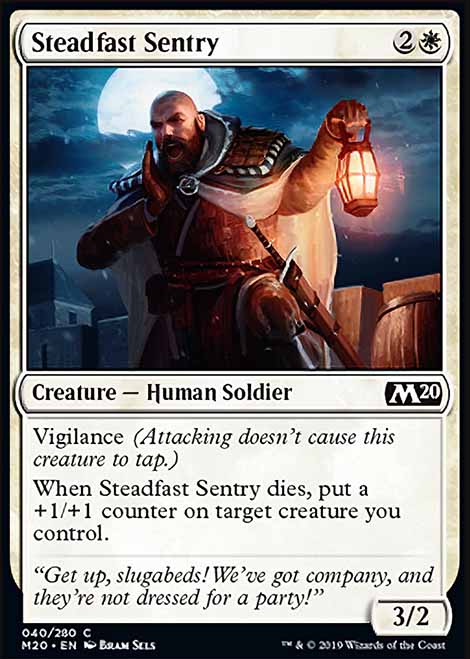 Steadfast Sentry 2
Creature — Human Soldier M20
Vigilance (Attacking doesn't cause this
creature to tap.)
When Steadfast Sentry dies, put a
+1/+1 counter on target creature you
control.
“Get up, slugabeds! We've got company, and
they're not dressed for a party!”
3/2
040/280 C
M20 • EN Bram Sels ™ & © 2019 Wizards of the Coast